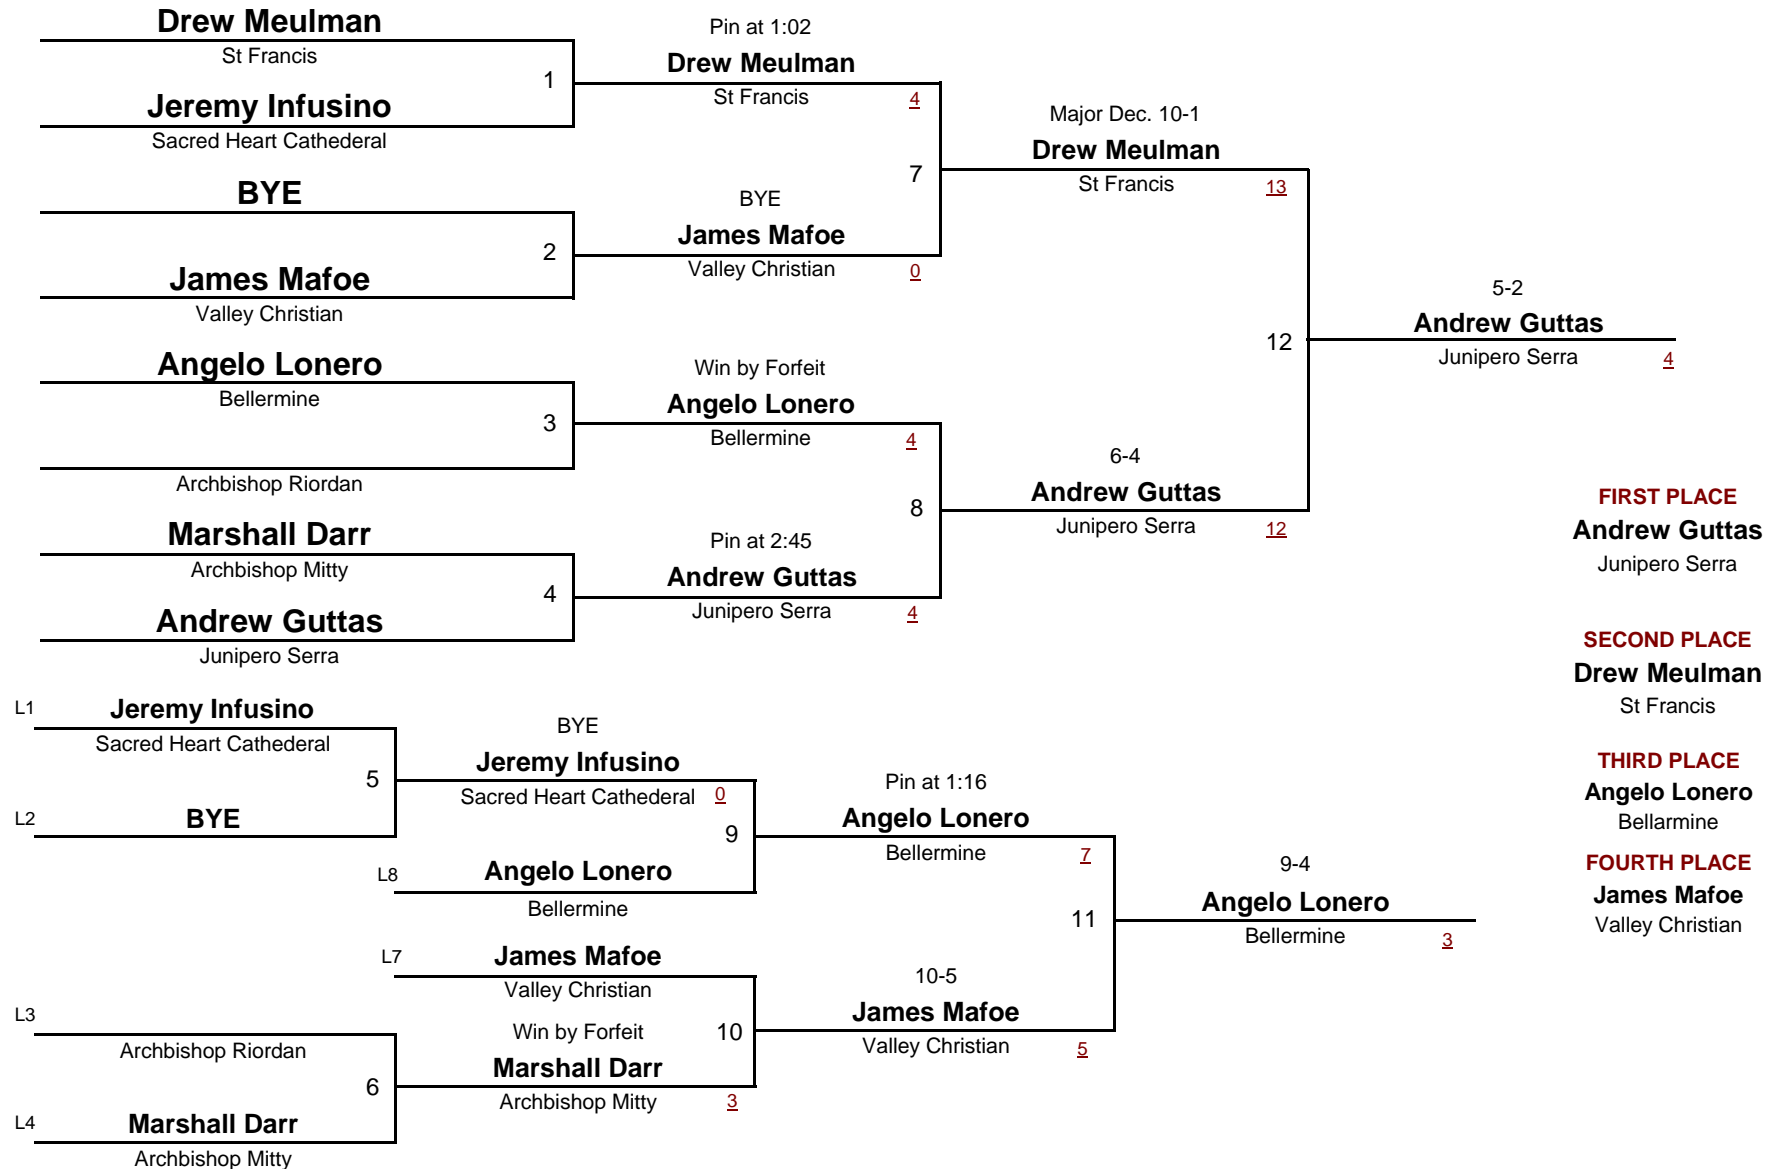 Drew Meulman
St Francis
1
Jeremy Infusino
Sacred Heart Cathederal
BYE
2
James Mafoe
Valley Christian
Angelo Lonero
Bellermine
3
Archbishop Riordan
Marshall Darr
Archbishop Mitty
4
Andrew Guttas
Junipero Serra
Pin at 1:02
Drew Meulman
St Francis
4
7
BYE
James Mafoe
Valley Christian
0
Win by Forfeit
Angelo Lonero
Bellermine
4
8
Pin at 2:45
Andrew Guttas
Junipero Serra
4
Major Dec. 10-1
Drew Meulman
St Francis
13
12
6-4
Andrew Guttas
Junipero Serra
12
5-2
Andrew Guttas
Junipero Serra
4
L1
Jeremy Infusino
Sacred Heart Cathederal
5
L2
BYE
L3
Archbishop Riordan
6
L4
Marshall Darr
Archbishop Mitty
BYE
Jeremy Infusino
Sacred Heart Cathederal
0
9
L8
Angelo Lonero
Bellermine
L7
James Mafoe
Valley Christian
Win by Forfeit
10
Marshall Darr
Archbishop Mitty
3
Pin at 1:16
Angelo Lonero
Bellermine
7
11
10-5
James Mafoe
Valley Christian
5
9-4
Angelo Lonero
Bellermine
3
FIRST PLACE
Andrew Guttas
Junipero Serra
SECOND PLACE
Drew Meulman
St Francis
THIRD PLACE
Angelo Lonero
Bellarmine
FOURTH PLACE
James Mafoe
Valley Christian